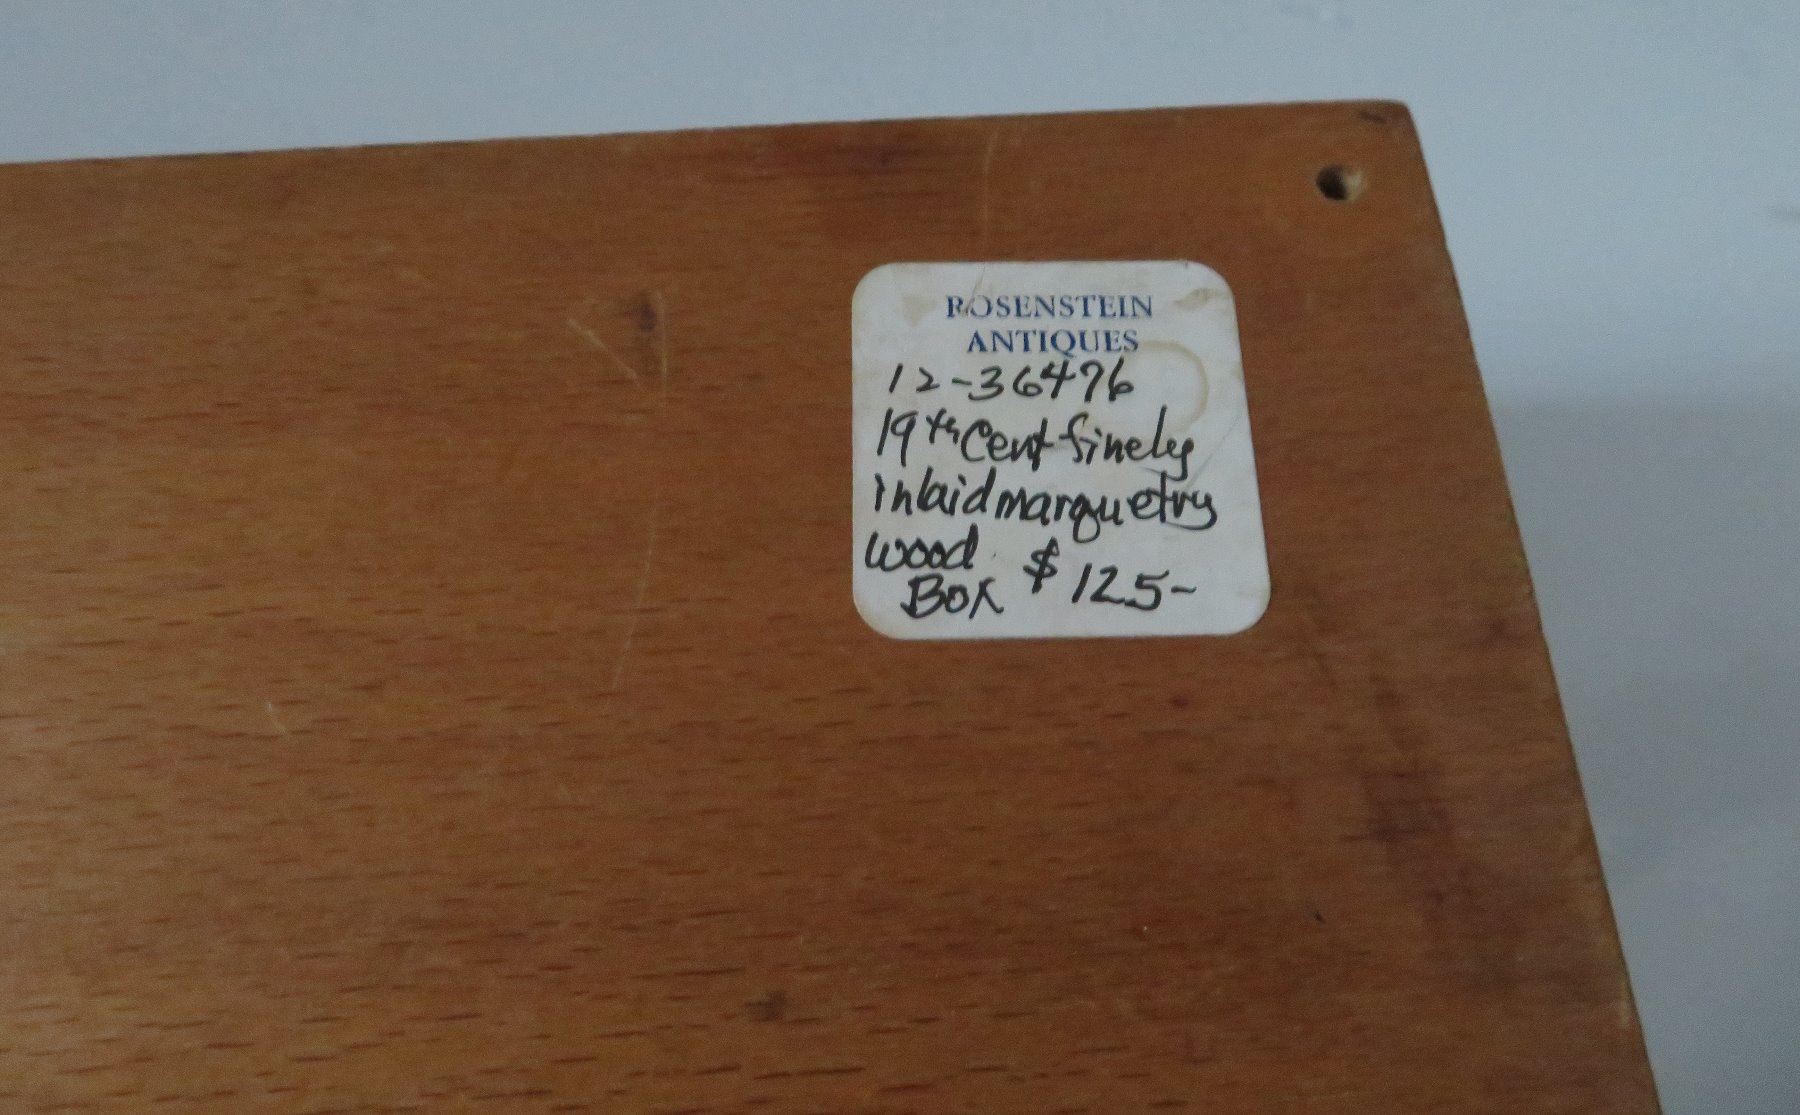 ROSENSTEIN
ANTIQUES
12-36476
19th Cent finely
inlaid marquetry
wood $125-
Box